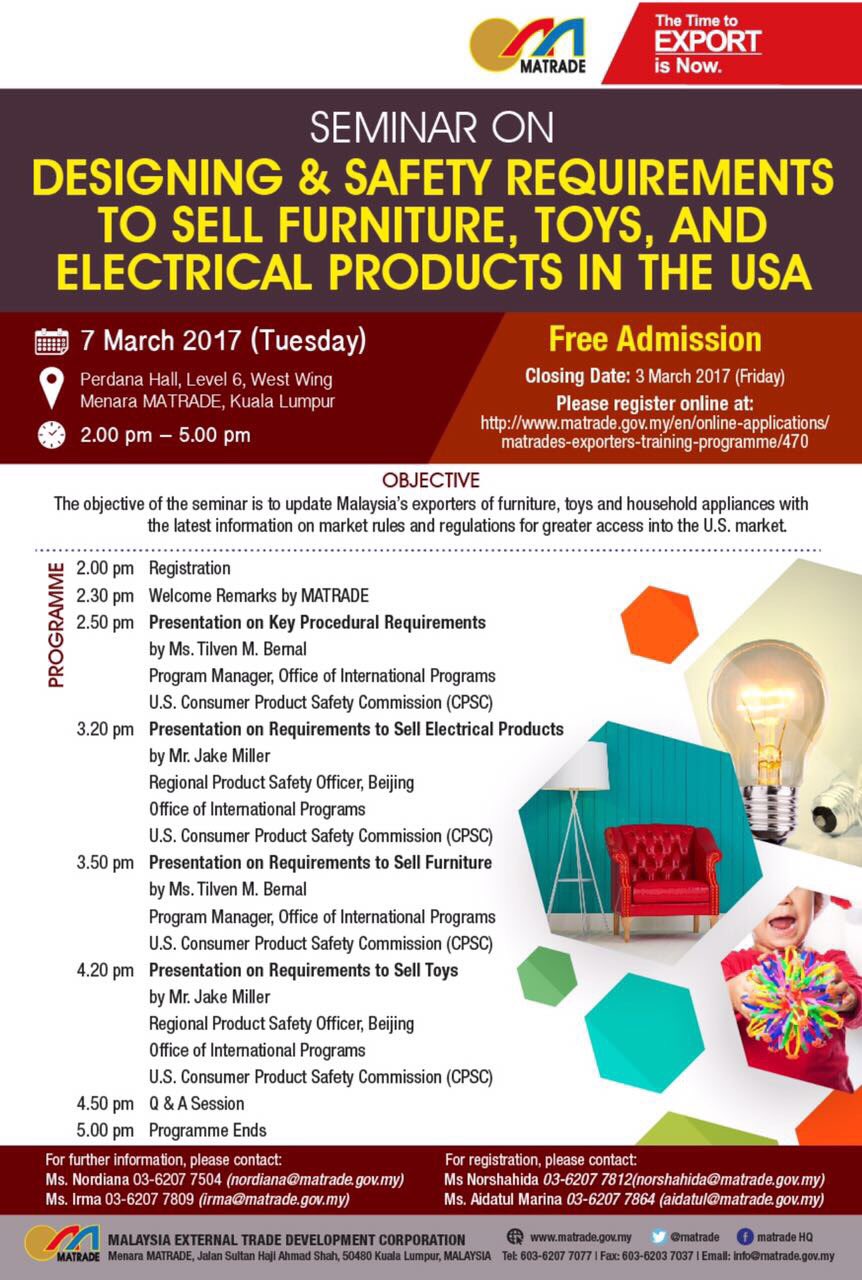 MATRADE
The Time to
EXPORT
is Now.
SEMINAR ON
DESIGNING & SAFETY REQUIREMENTS
TO SELL FURNITURE, TOYS, AND
ELECTRICAL PRODUCTS IN THE USA
7 March 2017 (Tuesday)
Perdana Hall, Level 6, West Wing
Menara MATRADE, Kuala Lumpur
2.00 pm – 5.00 pm
Free Admission
Closing Date: 3 March 2017 (Friday)
Please register online at:
http://www.matrade.gov.my/en/online-applications/
matrades-exporters-training-programme/470
OBJECTIVE
The objective of the seminar is to update Malaysia's exporters of furniture, toys and household appliances with
the latest information on market rules and regulations for greater access into the U.S. market.
PROGRAMME
2.00 pm Registration
2.30 pm Welcome Remarks by MATRADE
2.50 pm Presentation on Key Procedural Requirements
by Ms. Tilven M. Bernal
Program Manager, Office of International Programs
U.S. Consumer Product Safety Commission (CPSC)
3.20 pm Presentation on Requirements to Sell Electrical Products
by Mr. Jake Miller
Regional Product Safety Officer, Beijing
Office of International Programs
U.S. Consumer Product Safety Commission (CPSC)
3.50 pm Presentation on Requirements to Sell Furniture
by Ms. Tilven M. Bernal
Program Manager, Office of International Programs
U.S. Consumer Product Safety Commission (CPSC)
4.20 pm Presentation on Requirements to Sell Toys
by Mr. Jake Miller
Regional Product Safety Officer, Beijing
Office of International Programs
U.S. Consumer Product Safety Commission (CPSC)
4.50 pm Q & A Session
5.00 pm Programme Ends
For further information, please contact:
Ms. Nordiana 03-6207 7504 (nordiana@matrade.gov.my)
Ms. Irma 03-6207 7809 (irma@matrade.gov.my)
For registration, please contact:
Ms Norshahida 03-6207 7812(norshahida@matrade.gov.my)
Ms. Aidatul Marina 03-6207 7864 (aidatul@matrade.gov.my)
MATRADE
MALAYSIA EXTERNAL TRADE DEVELOPMENT CORPORATION
www.matrade.gov.my @matrade matrade HQ
Menara MATRADE, Jalan Sultan Haji Ahmad Shah, 50480 Kuala Lumpur, MALAYSIA Tel: 603-6207 7077 | Fax: 603-6203 7037 | Email: info@matrade.gov.my